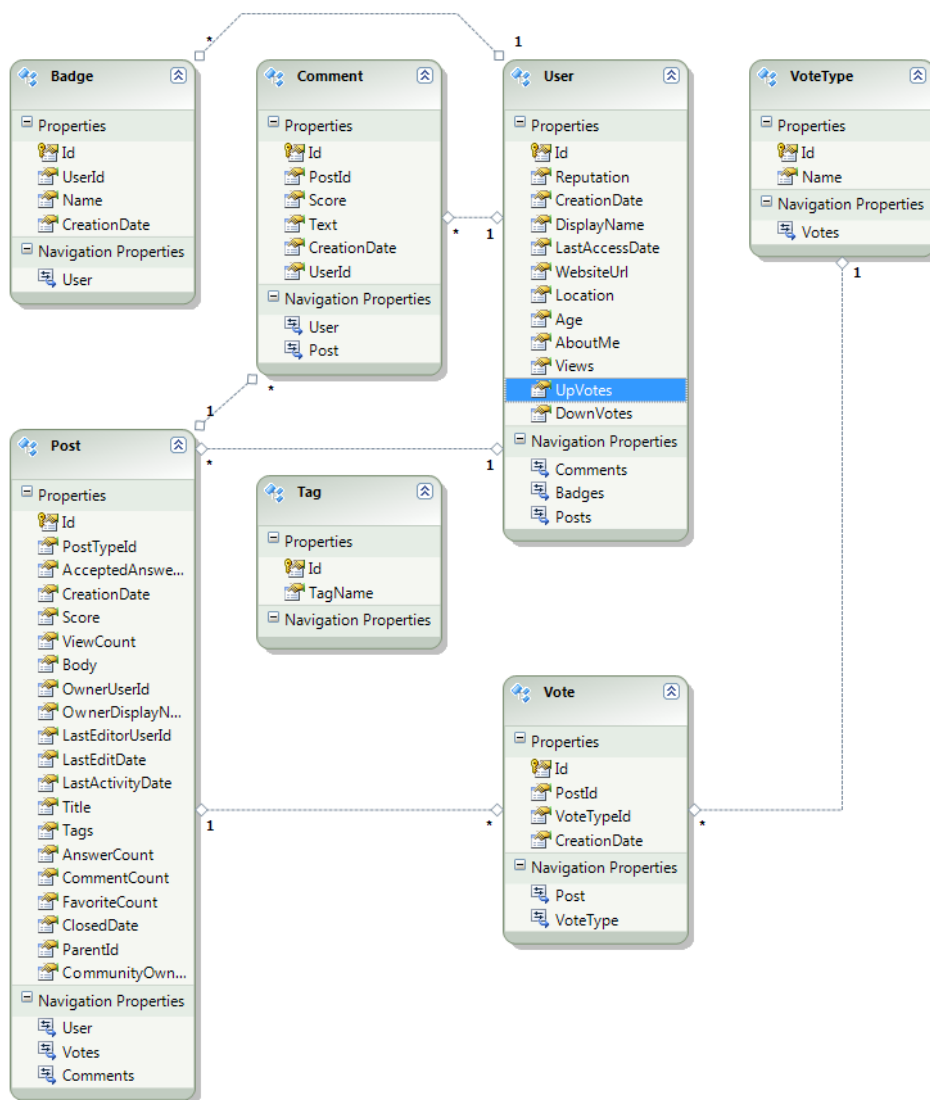 * 1
Badge
Properties
Id
UserId
Name
CreationDate
Navigation Properties
User
Comment
Properties
Id
PostId
Score
Text
CreationDate
UserId
Navigation Properties
User
Post
* 1
User
Properties
Id
Reputation
CreationDate
DisplayName
LastAccessDate
WebsiteUrl
Location
Age
AboutMe
Views
UpVotes
DownVotes
Navigation Properties
Comments
Badges
Posts
VoteType
Properties
Id
Name
Navigation Properties
Votes
1
*
1
* 1
Post
Properties
Id
PostTypeId
AcceptedAnswe...
CreationDate
Score
ViewCount
Body
OwnerUserId
OwnerDisplayN...
LastEditorUserId
LastEditDate
LastActivityDate
Title
Tags
AnswerCount
CommentCount
FavoriteCount
ClosedDate
ParentId
CommunityOwn...
Navigation Properties
User
Votes
Comments
Tag
Properties
Id
TagName
Navigation Properties
1 * *
Vote
Properties
Id
PostId
VoteTypeId
CreationDate
Navigation Properties
Post
VoteType